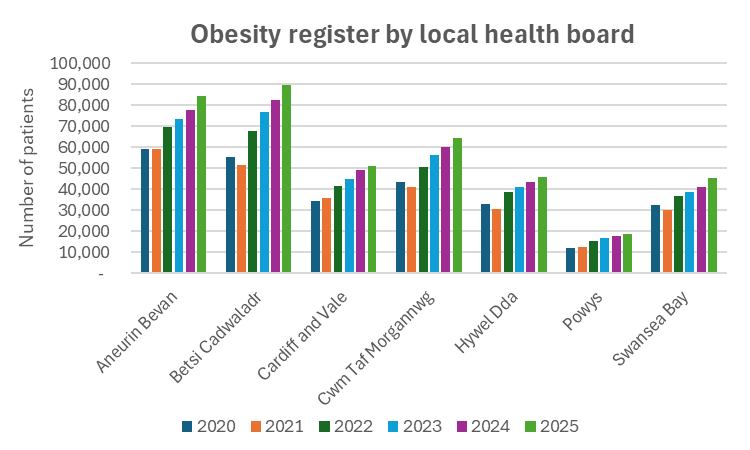 Obesity register by local health board
Number of patients
100,000
90,000
80,000
70,000
60,000
50,000
40,000
30,000
20,000
10,000
-
Aneurin Bevan
Betsi Cadwaladr
Cardiff and Vale
Cwm Taf Morgannwg
Hywel Dda
Powys
Swansea Bay
2020 2021 2022 2023 2024 2025